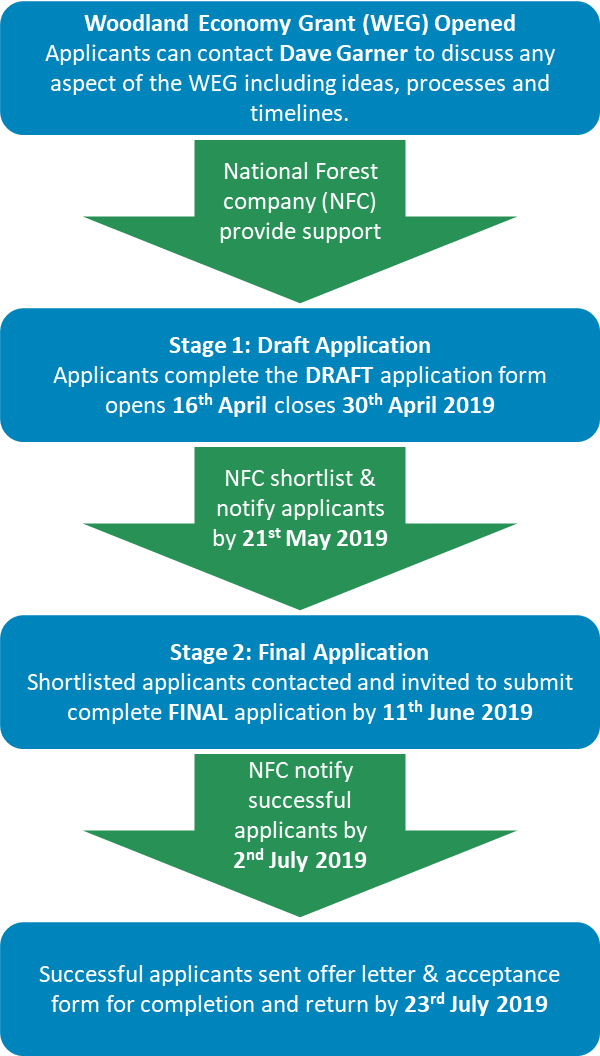 Woodland Economy Grant (WEG) Opened
Applicants can contact Dave Garner to discuss any
aspect of the WEG including ideas, processes and
timelines.
National Forest
company (NFC)
provide support
Stage 1: Draft Application
Applicants complete the DRAFT application form
opens 16th April closes 30th April 2019
NFC shortlist &
notify applicants
by 21st May 2019
Stage 2: Final Application
Shortlisted applicants contacted and invited to submit
complete FINAL application by 11th June 2019
NFC notify
successful
applicants by
2nd July 2019
Successful applicants sent offer letter & acceptance
form for completion and return by 23rd July 2019